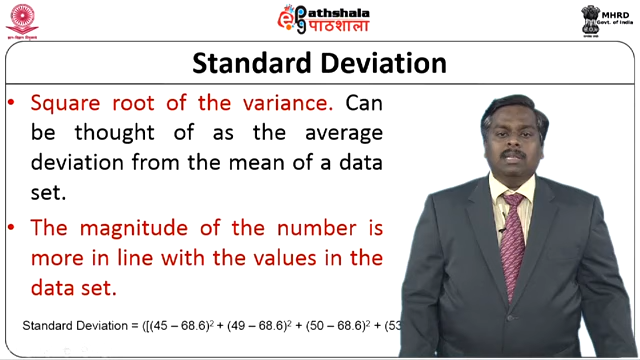 Pathshala
पाठशाला
MHRD
Govt. of India
Standard Deviation
• Square root of the variance. Can
be thought of as the average
deviation from the mean of a data
set.
• The magnitude of the number is
more in line with the values in the
data set.
Standard Deviation = ([(45 – 68.6)² + (49 – 68.6)² + (50 – 68.6)² + (53